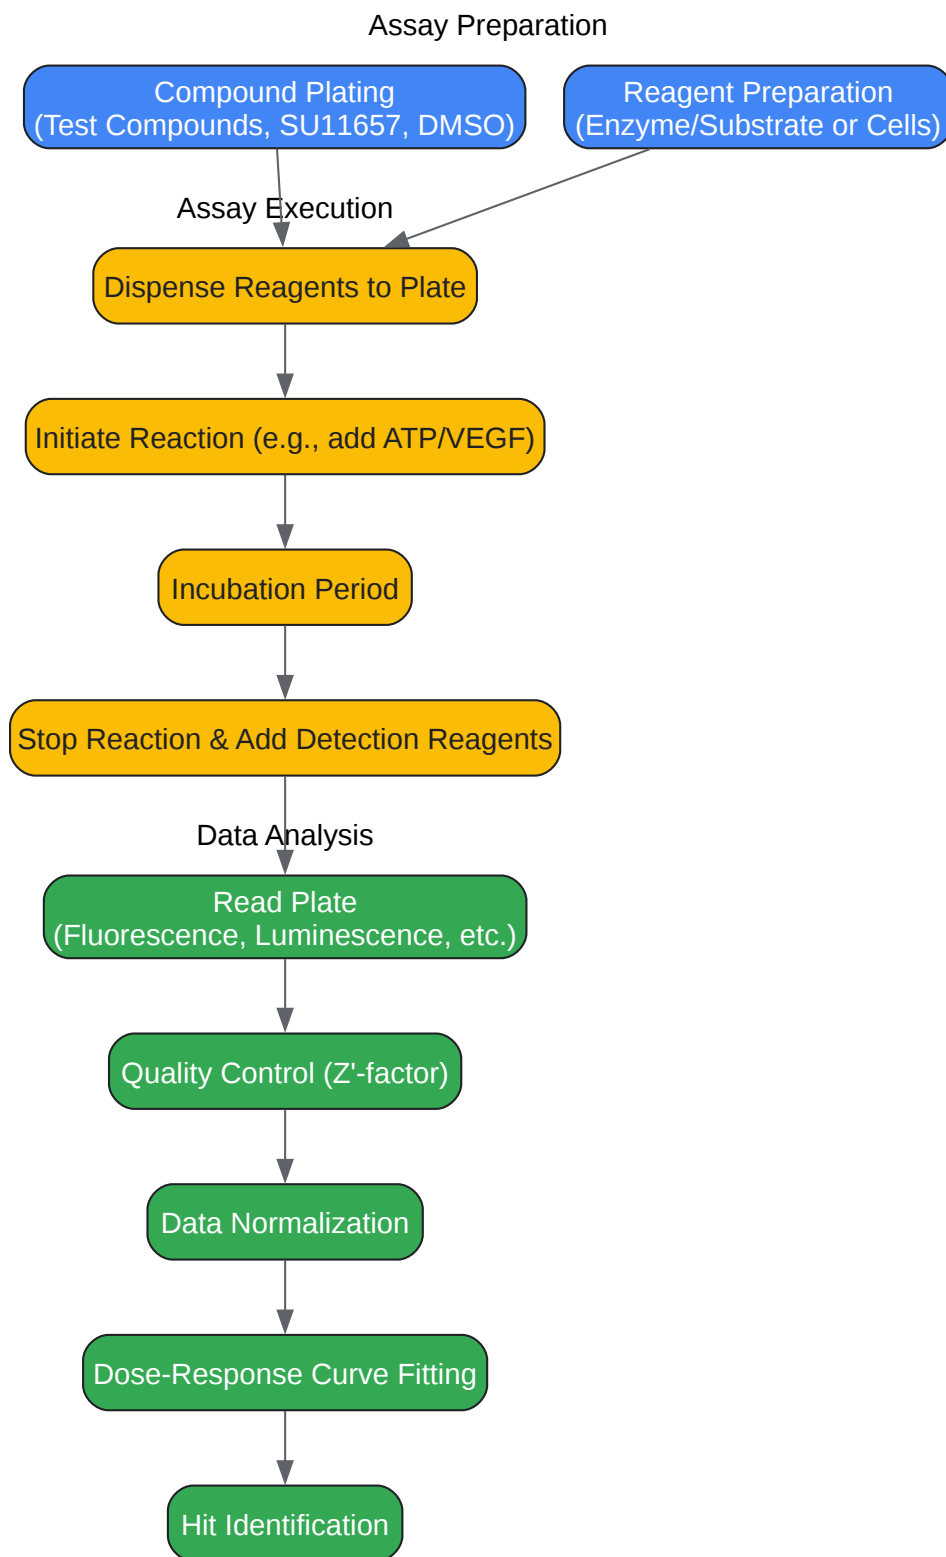 Assay Preparation
Compound Plating
(Test Compounds, SU11657, DMSO)
Reagent Preparation
(Enzyme/Substrate or Cells)
Assay Execution
Dispense Reagents to Plate
Initiate Reaction (e.g., add ATP/VEGF)
Incubation Period
Stop Reaction & Add Detection Reagents
Data Analysis
Read Plate
(Fluorescence, Luminescence, etc.)
Quality Control (Z'-factor)
Data Normalization
Dose-Response Curve Fitting
Hit Identification